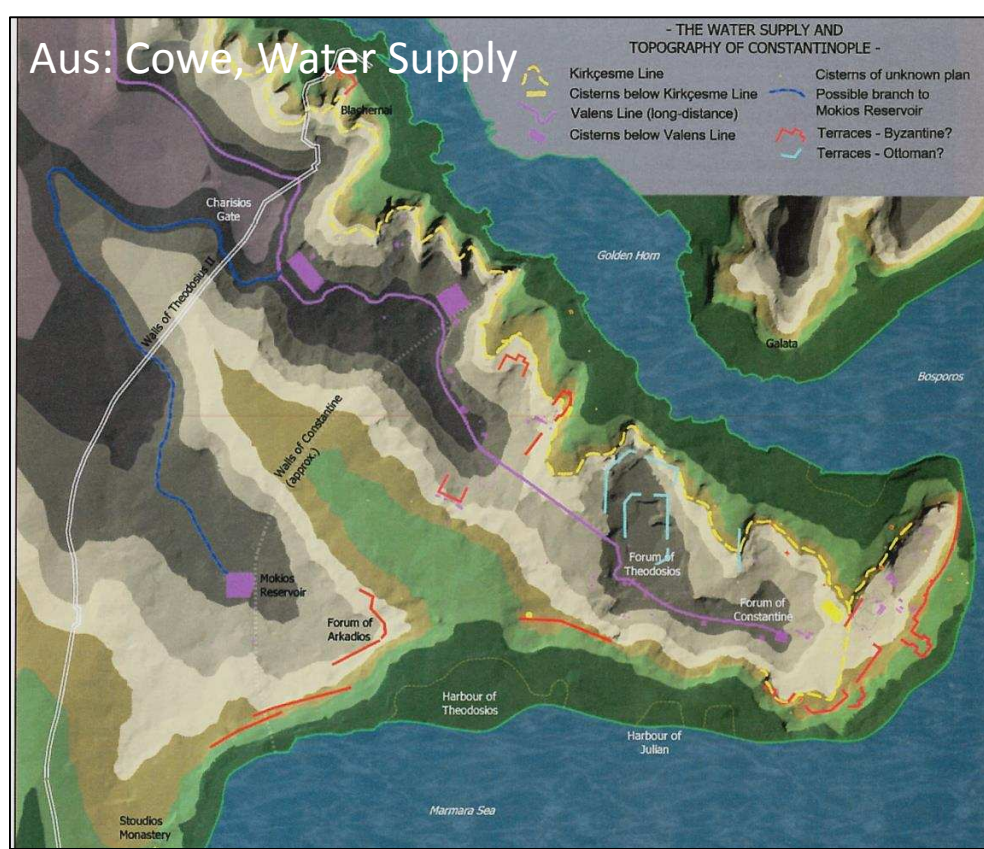 Aus: Cowe, Water Supply
- THE WATER SUPPLY AND
TOPOGRAPHY OF CONSTANTINOPLE -
Kirkçesme Line
Cisterns below Kirkçesme Line
Valens Line (long-distance)
Cisterns below Valens Line
Cisterns of unknown plan
Possible branch to
Mokios Reservoir
Terraces - Byzantine?
Terraces - Ottoman?
Blachernai
Charisios
Gate
Golden Horn
Walls of Theodosius II
Galata
Bosporos
Walls of Constantine
(approx.)
Forum of
Theodosios
Mokios
Reservoir
Forum of
Constantine
Forum of
Arkadios
Harbour of
Theodosios
Harbour of
Julian
Marmara Sea
Stoudios
Monastery